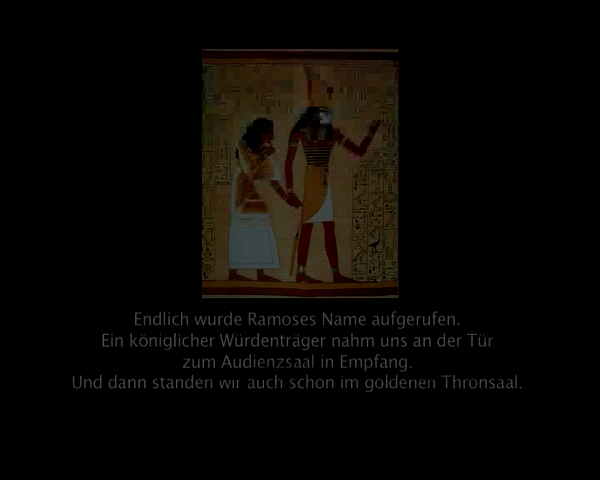 Endlich wurde Ramoses Name aufgerufen.
Ein königlicher Würdenträger nahm uns an der Tür
zum Audienzsaal in Empfang.
Und dann standen wir auch schon im goldenen Thronsaal.